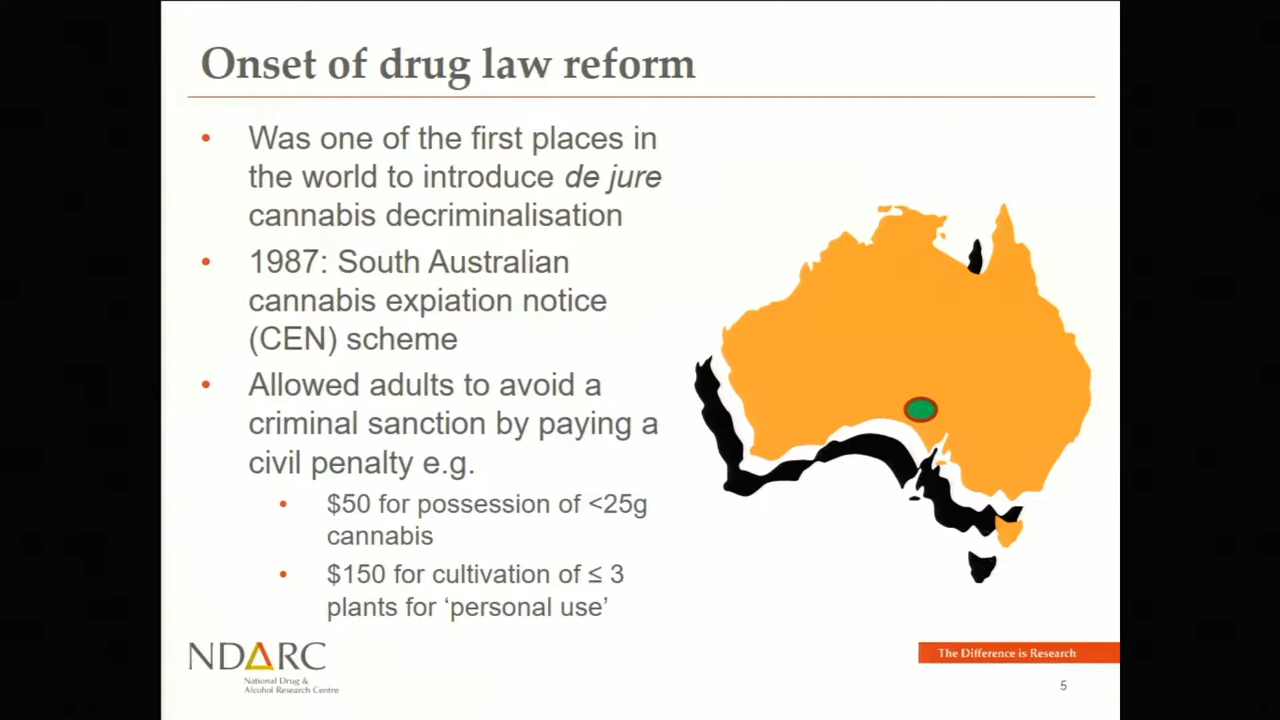 Onset of drug law reform
• Was one of the first places in
the world to introduce de jure
cannabis decriminalisation
• 1987: South Australian
cannabis expiation notice
(CEN) scheme
• Allowed adults to avoid a
criminal sanction by paying a
civil penalty e.g.
• $50 for possession of <25g
cannabis
• $150 for cultivation of ≤ 3
plants for ‘personal use’
NDARC
National Drug &
Alcohol Research Centre
The Difference is Research
5